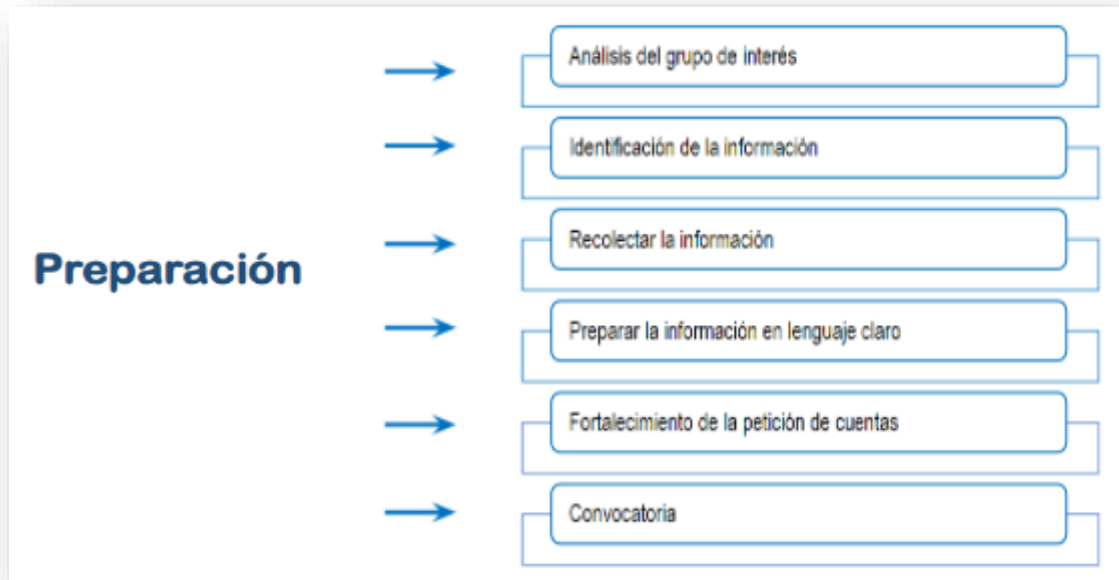 Preparación
Análisis del grupo de interés
Identificación de la información
Recolectar la información
Preparar la información en lenguaje claro
Fortalecimiento de la petición de cuentas
Convocatoria